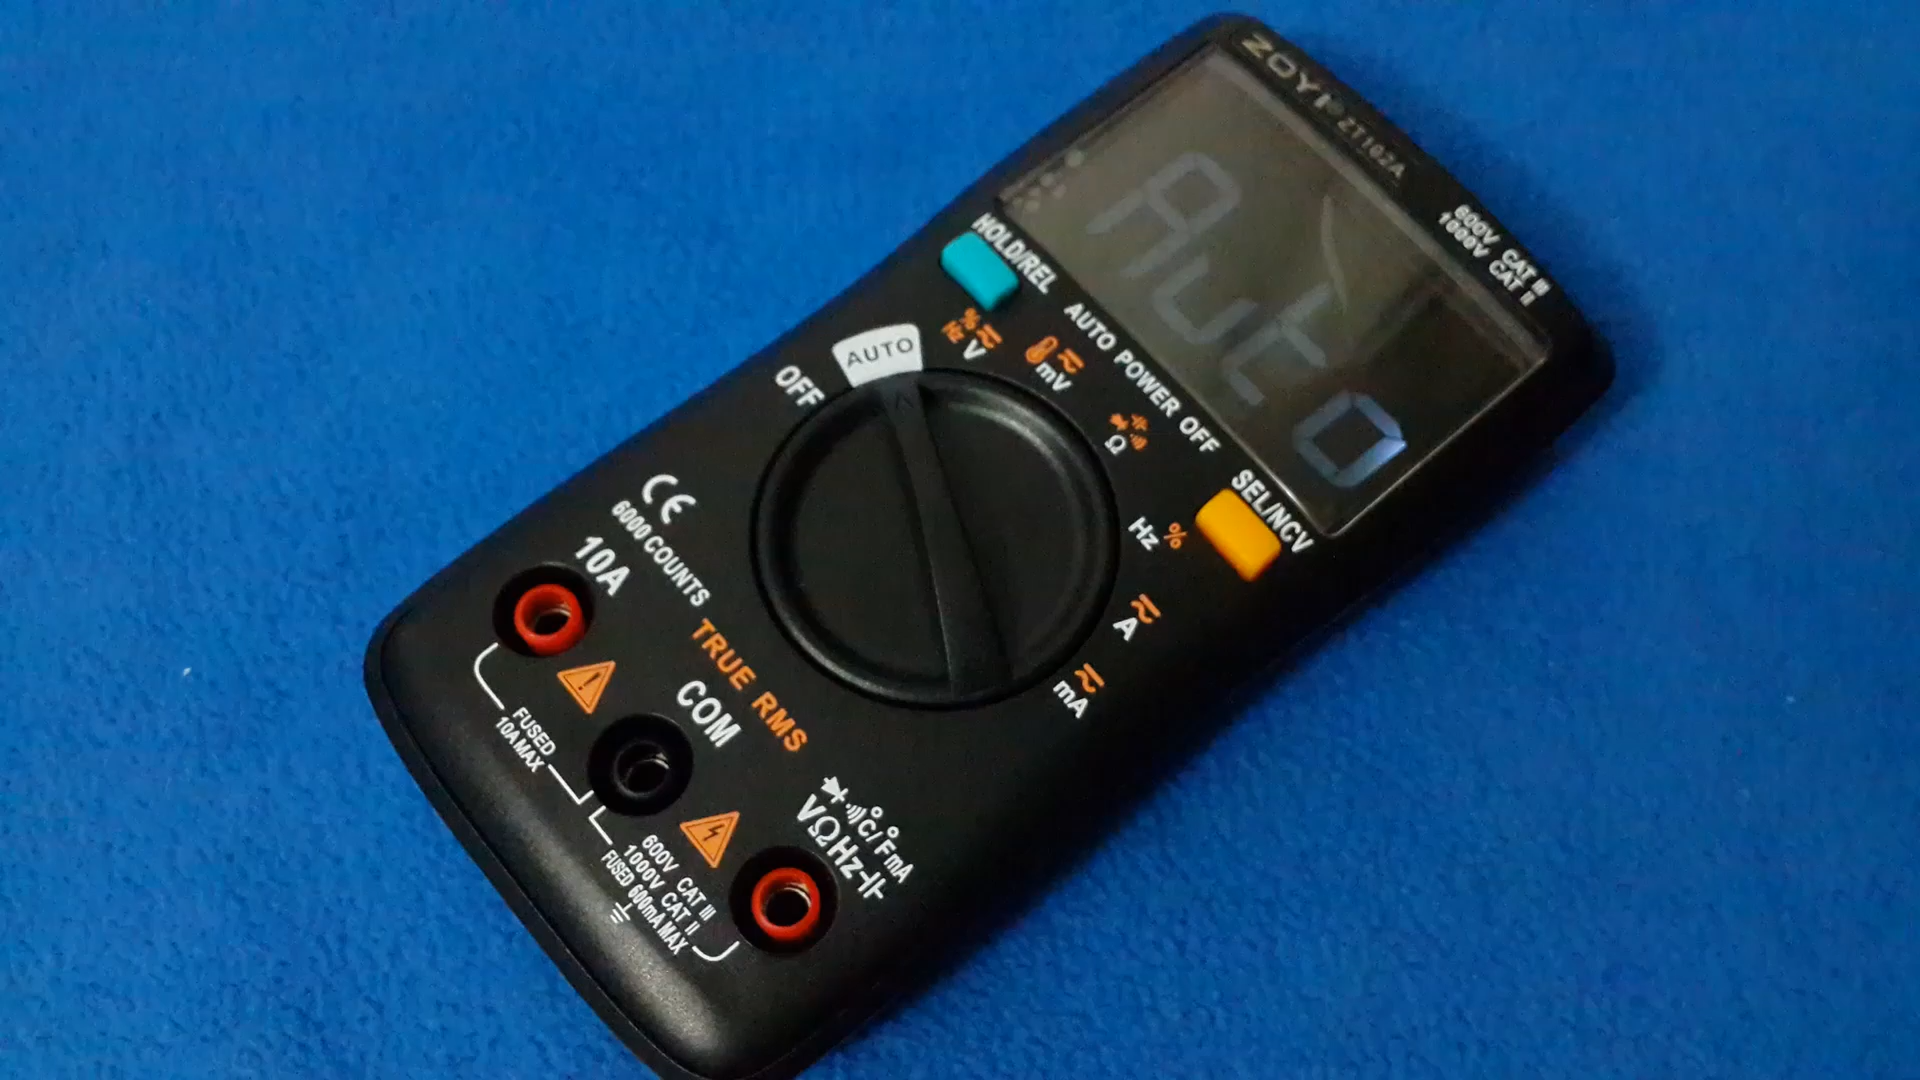 ZOYI ZT102A
600V CAT III
1000V CAT II
Auto
HOLD/REL
AUTO POWER OFF
SEL/NCV
OFF
AUTO
% Hz V
mV
Ω
Hz %
A
mA
CE
6000 COUNTS
TRUE RMS
10A
COM
°C/°F mA
VΩHz
FUSED
10A MAX
600V CAT III
1000V CAT II
FUSED 600mA MAX